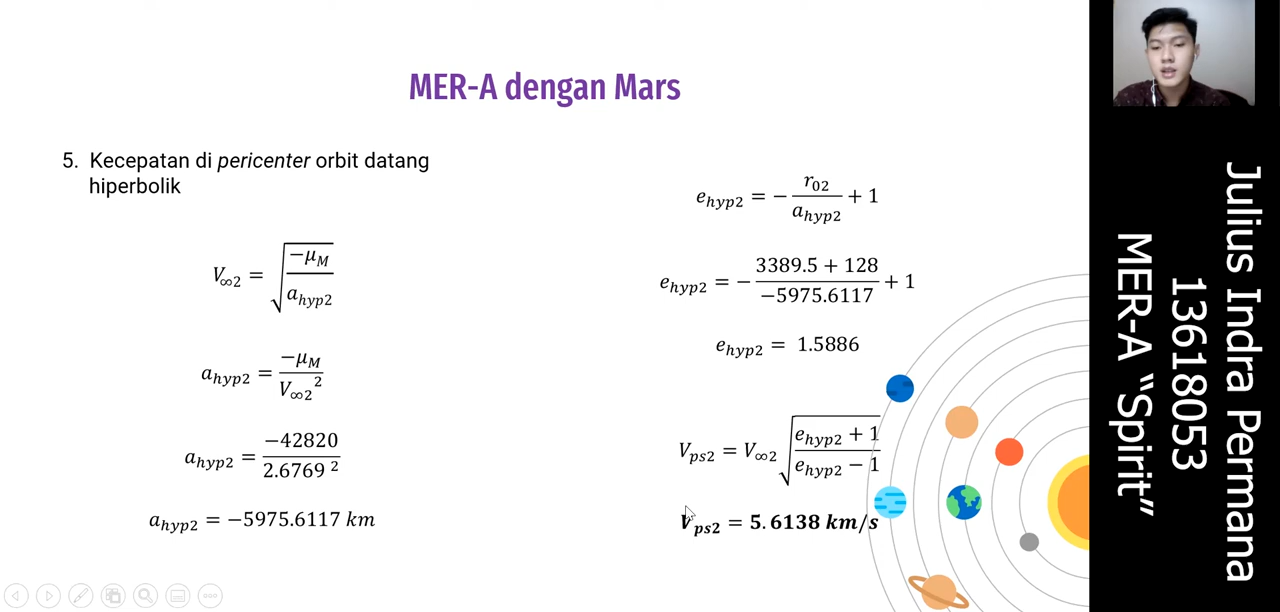 MER-A dengan Mars
5. Kecepatan di pericenter orbit datang
hiperbolik
V∞2 = √(−μM / ahyp2)
ahyp2 = −μM / V∞2²
ahyp2 = −42820 / 2.6769 ²
ahyp2 = −5975.6117 km
ehyp2 = − r02 / ahyp2 + 1
ehyp2 = − (3389.5 + 128) / −5975.6117 + 1
ehyp2 = 1.5886
Vps2 = V∞2 √((ehyp2 + 1) / (ehyp2 − 1))
Vps2 = 5.6138 km/s
Julius Indra Permana
13618053
MER-A “Spirit”